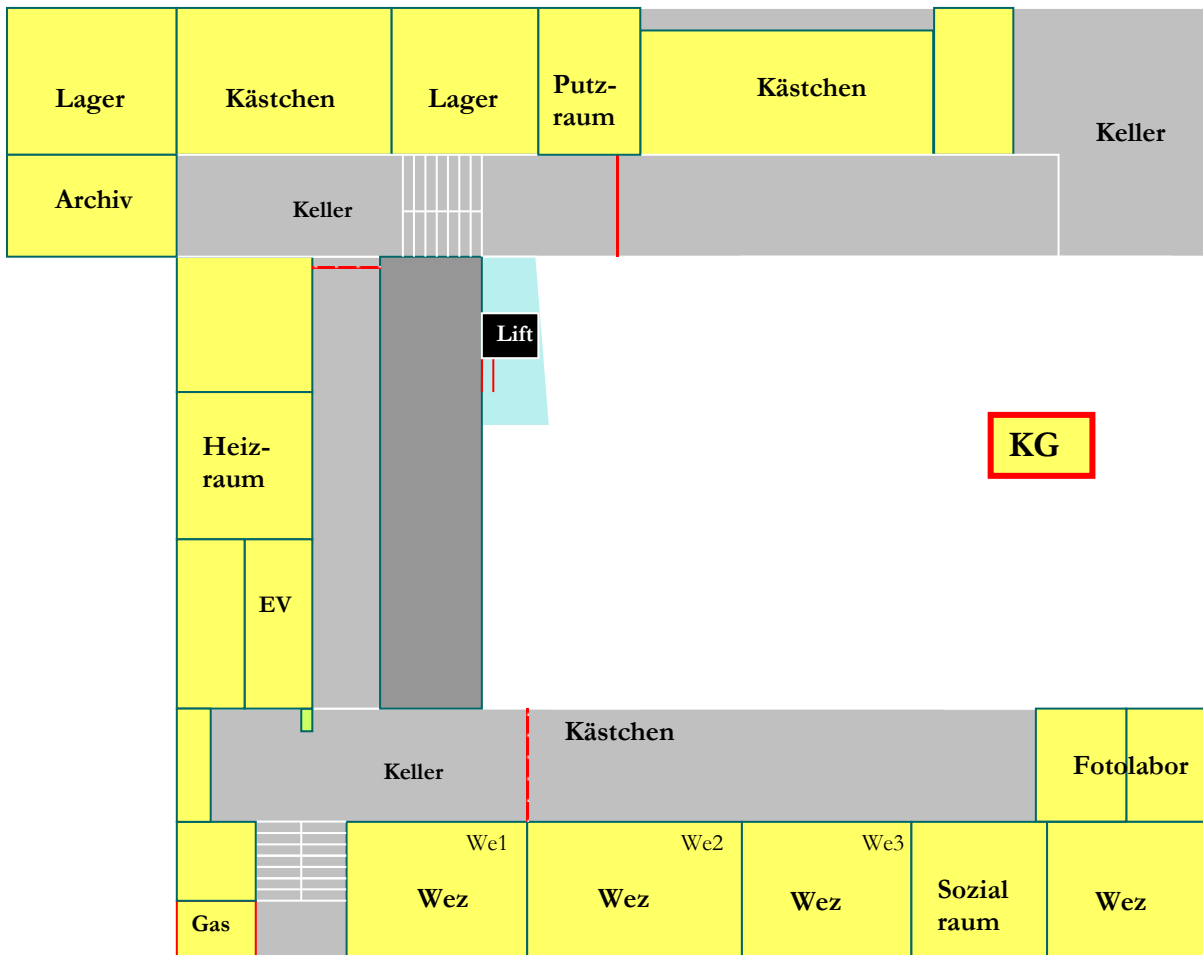 Lager
Kästchen
Lager
Putz-
raum
Kästchen
Keller
Archiv
Keller
Lift
KG
Heiz-
raum
EV
Kästchen
Keller
Fotolabor
We1
We2
We3
Wez
Wez
Wez
Sozial
raum
Wez
Gas